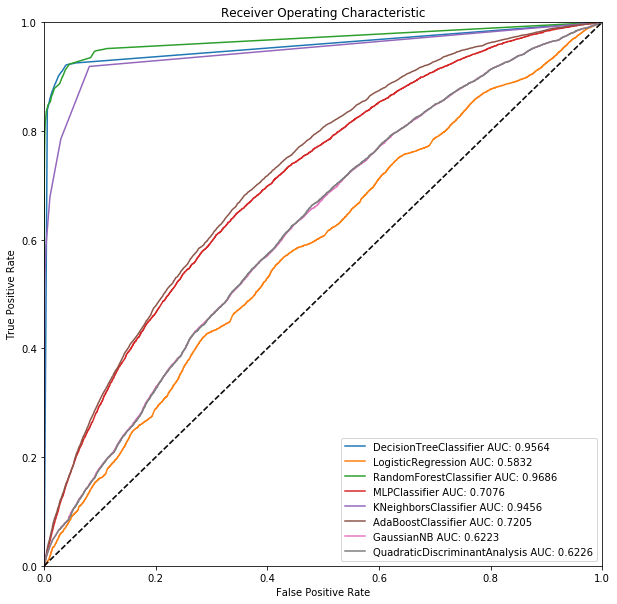 Receiver Operating Characteristic
1.0
0.8
0.6
0.4
0.2
0.0
True Positive Rate
DecisionTreeClassifier AUC: 0.9564
LogisticRegression AUC: 0.5832
RandomForestClassifier AUC: 0.9686
MLPClassifier AUC: 0.7076
KNeighborsClassifier AUC: 0.9456
AdaBoostClassifier AUC: 0.7205
GaussianNB AUC: 0.6223
QuadraticDiscriminantAnalysis AUC: 0.6226
0.0 0.2 0.4 0.6 0.8 1.0
False Positive Rate